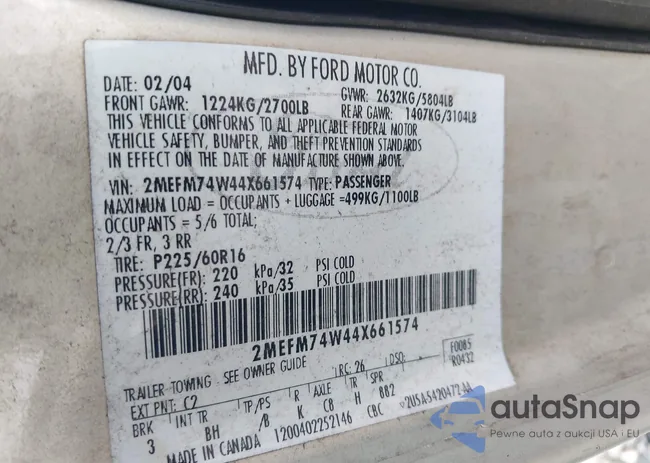 MFD. BY FORD MOTOR CO.
DATE: 02/04 GVWR: 2632KG/5804LB
FRONT GAWR: 1224KG/2700LB REAR GAWR: 1407KG/3104LB
THIS VEHICLE CONFORMS TO ALL APPLICABLE FEDERAL MOTOR
VEHICLE SAFETY, BUMPER, AND THEFT PREVENTION STANDARDS
IN EFFECT ON THE DATE OF MANUFACTURE SHOWN ABOVE.
VIN: 2MEFM74W44X661574 TYPE: PASSENGER
MAXIMUM LOAD = OCCUPANTS + LUGGAGE =499KG/1100LB
OCCUPANTS = 5/6 TOTAL;
2/3 FR, 3 RR
TIRE: P225/60R16
PRESSURE(FR) 220 kPa/32 PSI COLD
PRESSURE(RR) 240 kPa/35 PSI COLD
2MEFM74W44X661574
TRAILER TOWING - SEE OWNER GUIDE
EXT PNT: C2 RC: 26 DSO: F0085
R0432
BRK INT TR TP/PS R AXLE TR SPR
3 BH /B K C8 H 8B2
MADE IN CANADA 1200402252146 CBC 2USA5420472-AA
autoSnap
Pewne auta z aukcji USA i EU